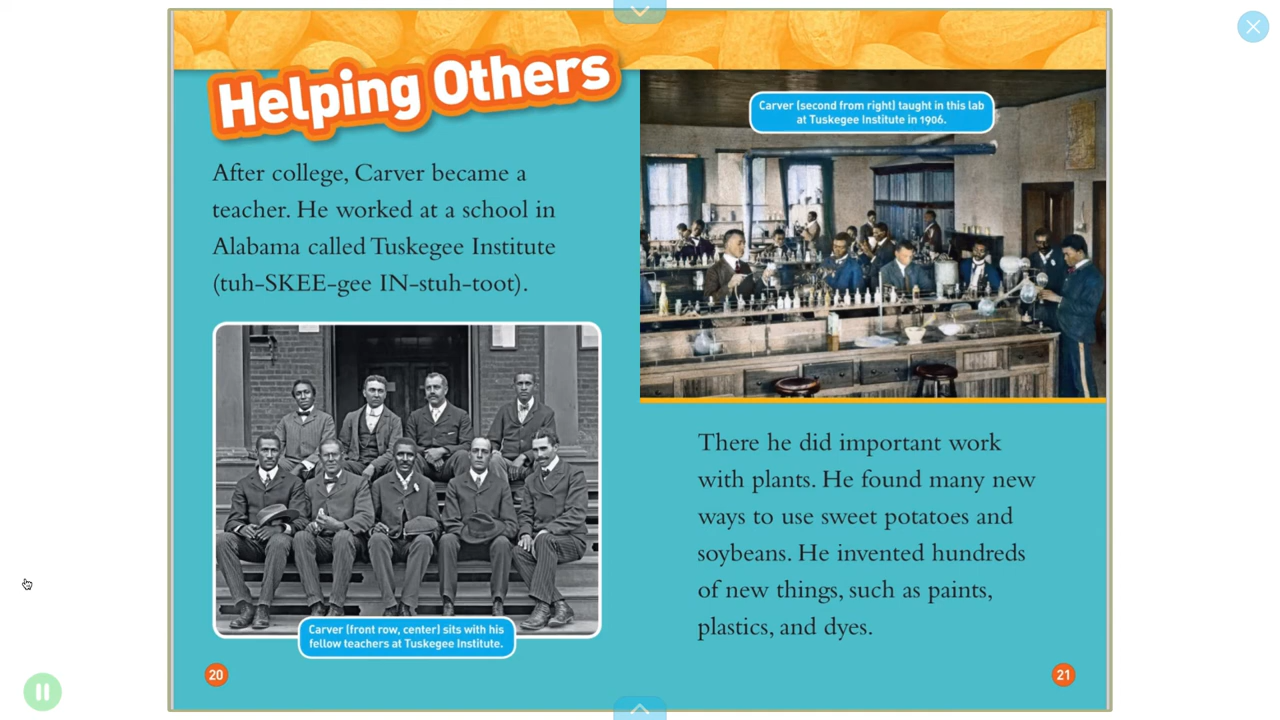 Helping Others
After college, Carver became a
teacher. He worked at a school in
Alabama called Tuskegee Institute
(tuh-SKEE-gee IN-stuh-toot).
Carver (front row, center) sits with his
fellow teachers at Tuskegee Institute.
20
Carver (second from right) taught in this lab
at Tuskegee Institute in 1906.
There he did important work
with plants. He found many new
ways to use sweet potatoes and
soybeans. He invented hundreds
of new things, such as paints,
plastics, and dyes.
21